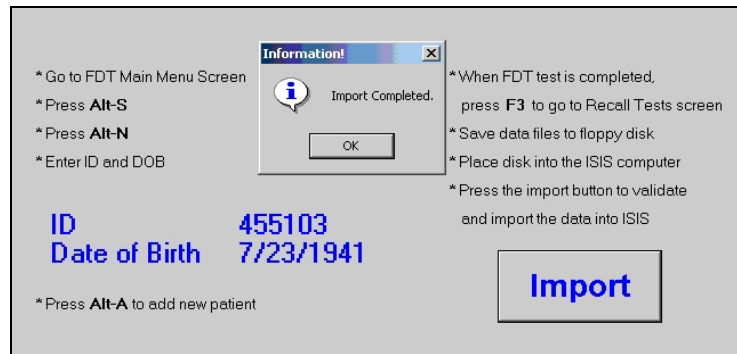 Information!
Import Completed.
OK
*Go to FDT Main Menu Screen
*Press Alt-S
*Press Alt-N
*Enter ID and DOB
ID 455103
Date of Birth 7/23/1941
*Press Alt-A to add new patient
*When FDT test is completed,
press F3 to go to Recall Tests screen
*Save data files to floppy disk
*Place disk into the ISIS computer
*Press the import button to validate
and import the data into ISIS
Import